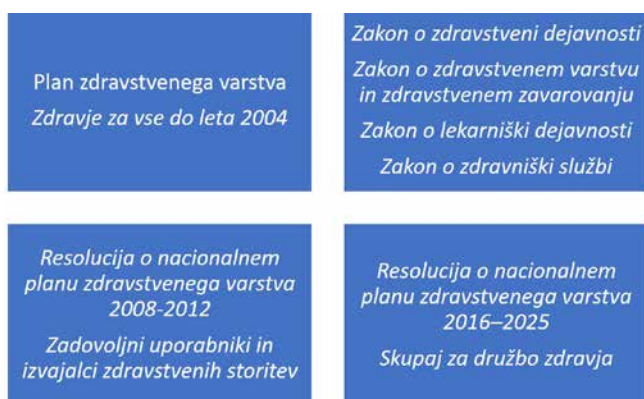 Plan zdravstvenega varstva
Zdravje za vse do leta 2004
Zakon o zdravstveni dejavnosti
Zakon o zdravstvenem varstvu
in zdravstvenem zavarovanju
Zakon o lekarniški dejavnosti
Zakon o zdravniški službi
Resolucija o nacionalnem
planu zdravstvenega varstva
2008-2012
Zadovoljni uporabniki in
izvajalci zdravstvenih storitev
Resolucija o nacionalnem
planu zdravstvenega varstva
2016–2025
Skupaj za družbo zdravja